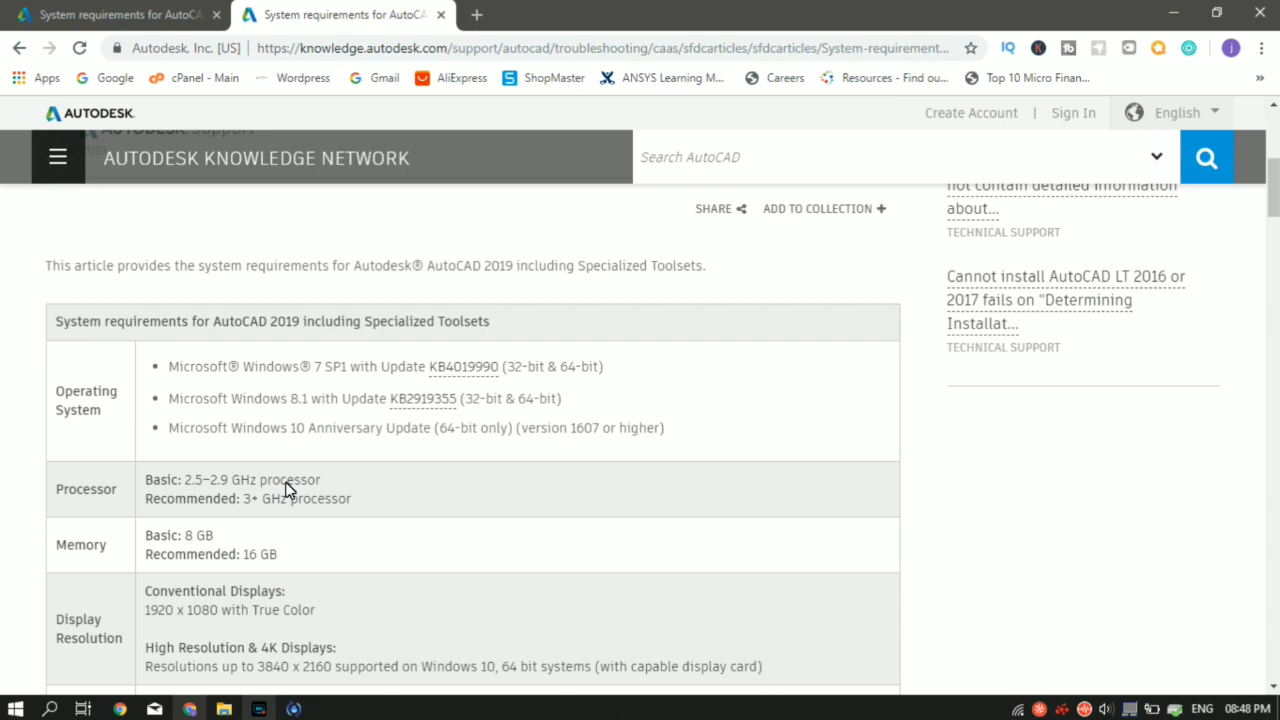 System requirements for AutoCA
System requirements for AutoCA
Autodesk, Inc. [US]
https://knowledge.autodesk.com/support/autocad/troubleshooting/caas/sfdcarticles/sfdcarticles/System-requirement...
Apps
Google
cPanel - Main
Wordpress
Gmail
AliExpress
ShopMaster
ANSYS Learning M...
Careers
Resources - Find ou...
Top 10 Micro Finan...
AUTODESK.
Create Account | Sign In
English
AUTODESK KNOWLEDGE NETWORK
Search AutoCAD
not contain detailed information
about...
TECHNICAL SUPPORT
SHARE
ADD TO COLLECTION +
This article provides the system requirements for Autodesk® AutoCAD 2019 including Specialized Toolsets.
Cannot install AutoCAD LT 2016 or
2017 fails on "Determining
Installat...
TECHNICAL SUPPORT
System requirements for AutoCAD 2019 including Specialized Toolsets
Operating
System
• Microsoft® Windows® 7 SP1 with Update KB4019990 (32-bit & 64-bit)
• Microsoft Windows 8.1 with Update KB2919355 (32-bit & 64-bit)
• Microsoft Windows 10 Anniversary Update (64-bit only) (version 1607 or higher)
Processor
Basic: 2.5–2.9 GHz processor
Recommended: 3+ GHz processor
Memory
Basic: 8 GB
Recommended: 16 GB
Display
Resolution
Conventional Displays:
1920 x 1080 with True Color
High Resolution & 4K Displays:
Resolutions up to 3840 x 2160 supported on Windows 10, 64 bit systems (with capable display card)
ENG
08:48 PM